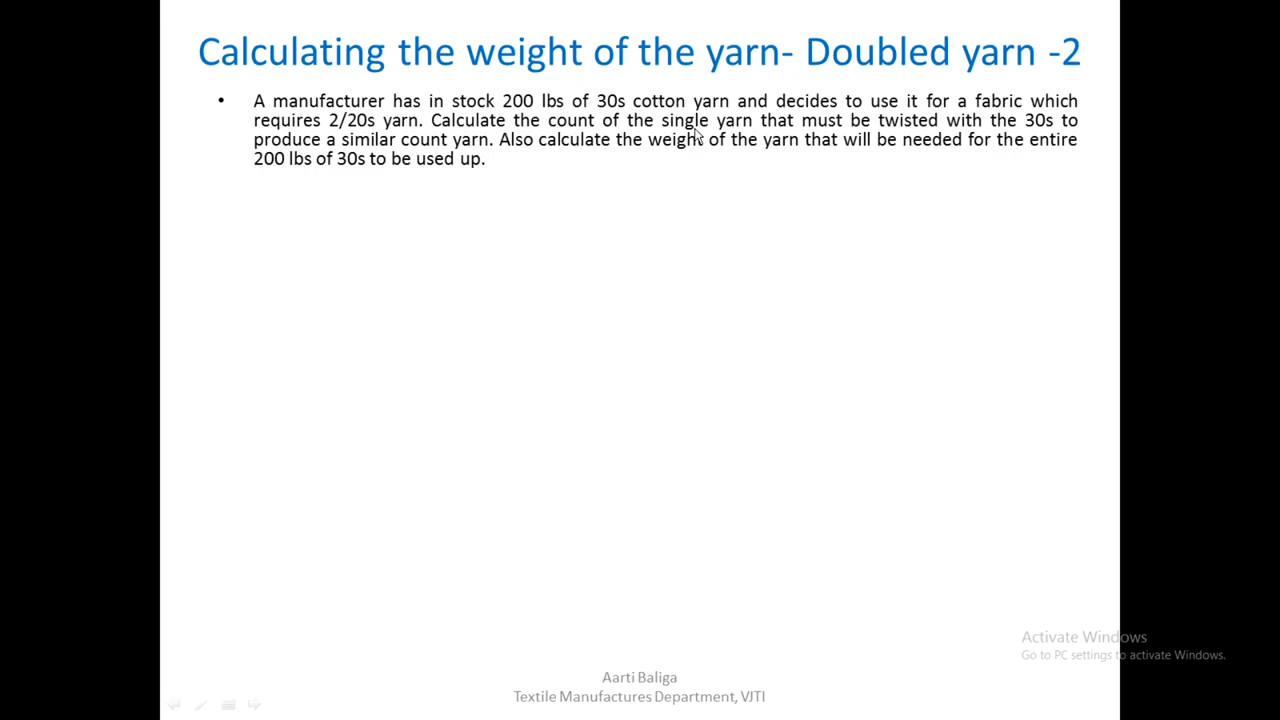 Calculating the weight of the yarn- Doubled yarn -2
• A manufacturer has in stock 200 lbs of 30s cotton yarn and decides to use it for a fabric which
requires 2/20s yarn. Calculate the count of the single yarn that must be twisted with the 30s to
produce a similar count yarn. Also calculate the weight of the yarn that will be needed for the entire
200 lbs of 30s to be used up.
Activate Windows
Go to PC settings to activate Windows.
Aarti Baliga
Textile Manufactures Department, VJTI